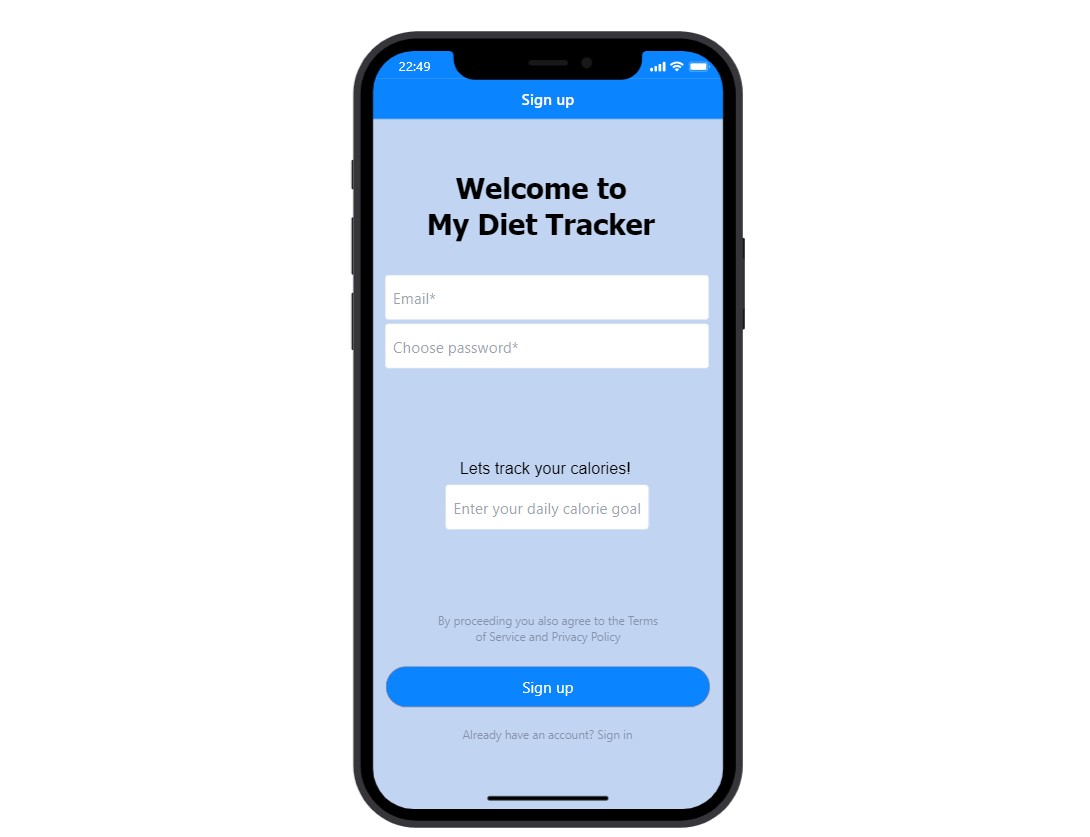 22:49
Sign up
Welcome to
My Diet Tracker
Email*
Choose password*
Lets track your calories!
Enter your daily calorie goal
By proceeding you also agree to the Terms
of Service and Privacy Policy
Sign up
Already have an account? Sign in